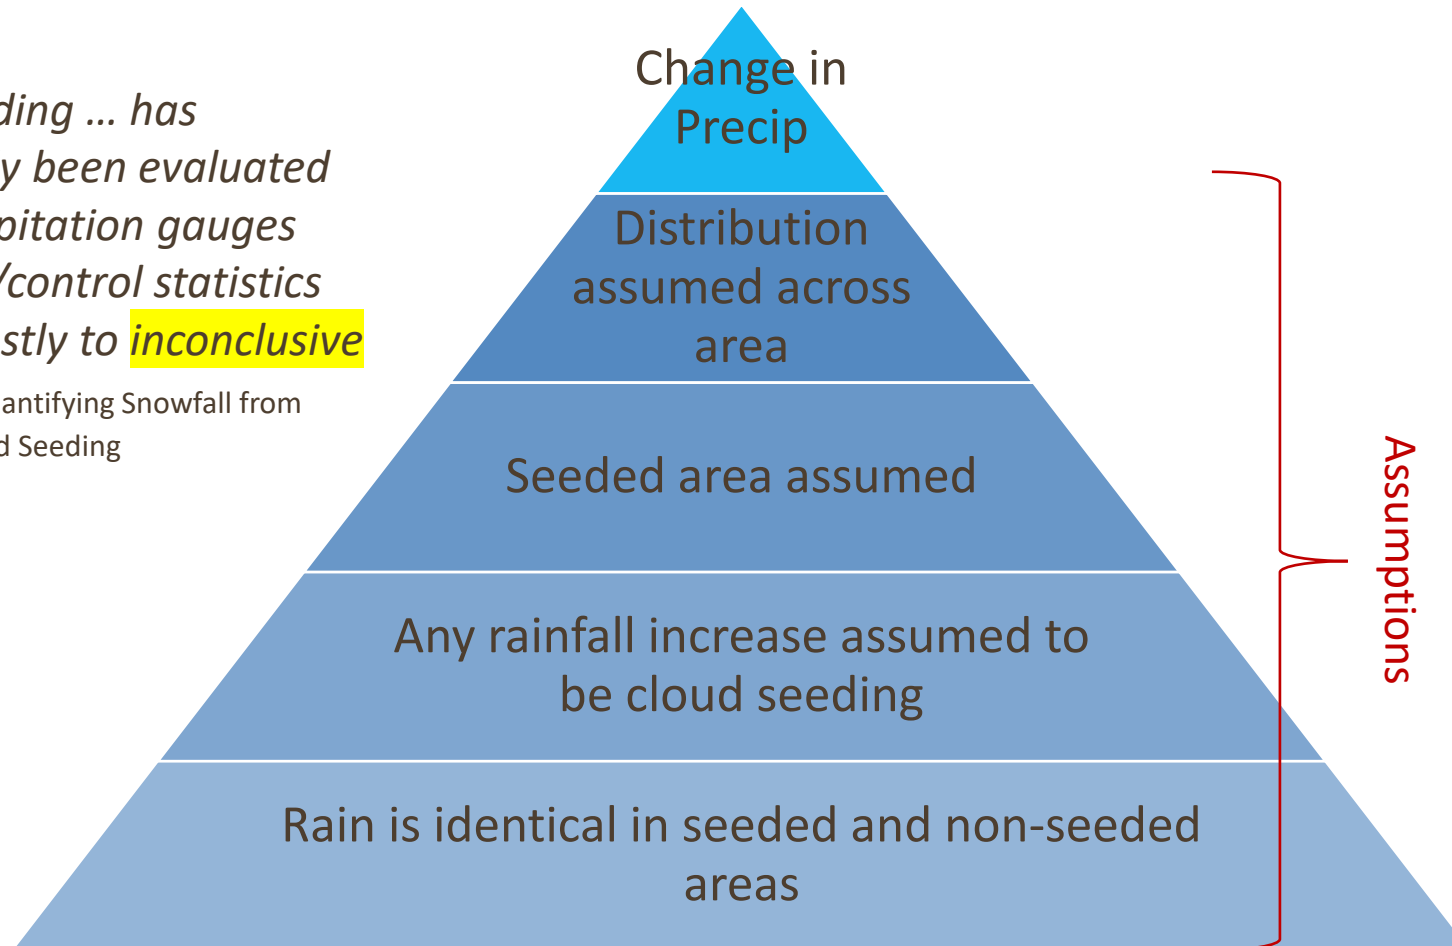 ding … has
y been evaluated
pitation gauges
/control statistics
stly to inconclusive
antifying Snowfall from
d Seeding
Change in
Precip
Distribution
assumed across
area
Seeded area assumed
Any rainfall increase assumed to
be cloud seeding
Rain is identical in seeded and non-seeded
areas
Assumptions